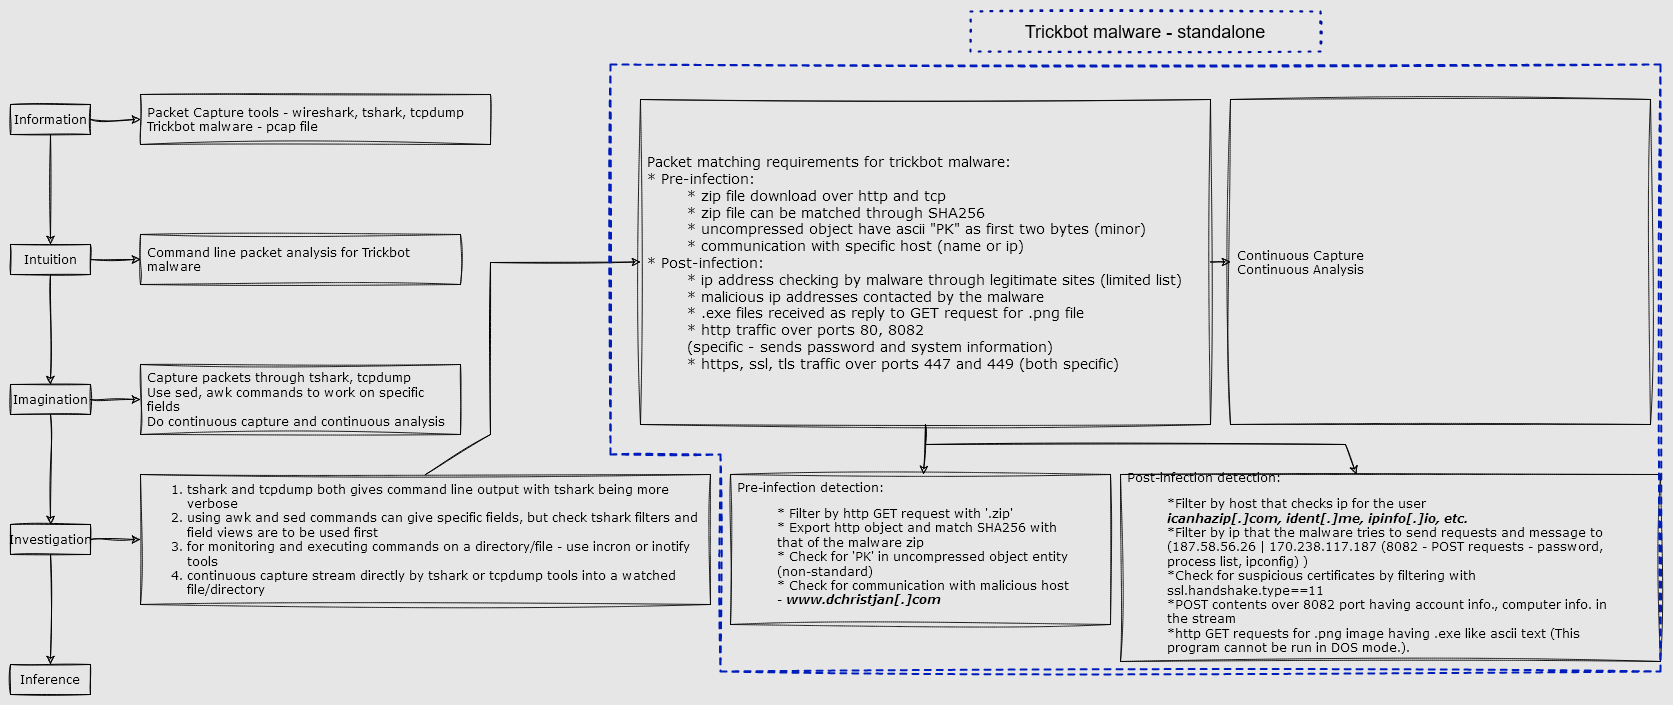 Trickbot malware - standalone
Information
Packet Capture tools - wireshark, tshark, tcpdump
Trickbot malware - pcap file
Intuition
Command line packet analysis for Trickbot
malware
Imagination
Capture packets through tshark, tcpdump
Use sed, awk commands to work on specific
fields
Do continuous capture and continuous analysis
Investigation
1. tshark and tcpdump both gives command line output with tshark being more
verbose
2. using awk and sed commands can give specific fields, but check tshark filters and
field views are to be used first
3. for monitoring and executing commands on a directory/file - use incron or inotify
tools
4. continuous capture stream directly by tshark or tcpdump tools into a watched
file/directory
Inference
Packet matching requirements for trickbot malware:
* Pre-infection:
* zip file download over http and tcp
* zip file can be matched through SHA256
* uncompressed object have ascii "PK" as first two bytes (minor)
* communication with specific host (name or ip)
* Post-infection:
* ip address checking by malware through legitimate sites (limited list)
* malicious ip addresses contacted by the malware
* .exe files received as reply to GET request for .png file
* http traffic over ports 80, 8082
(specific - sends password and system information)
* https, ssl, tls traffic over ports 447 and 449 (both specific)
Continuous Capture
Continuous Analysis
Pre-infection detection:
* Filter by http GET request with '.zip'
* Export http object and match SHA256 with
that of the malware zip
* Check for 'PK' in uncompressed object entity
(non-standard)
* Check for communication with malicious host
- www.dchristjan[.]com
Post-infection detection:
*Filter by host that checks ip for the user
icanhazip[.]com, ident[.]me, ipinfo[.]io, etc.
*Filter by ip that the malware tries to send requests and message to
(187.58.56.26 | 170.238.117.187 (8082 - POST requests - password,
process list, ipconfig) )
*Check for suspicious certificates by filtering with
ssl.handshake.type==11
*POST contents over 8082 port having account info., computer info. in
the stream
*http GET requests for .png image having .exe like ascii text (This
program cannot be run in DOS mode.).